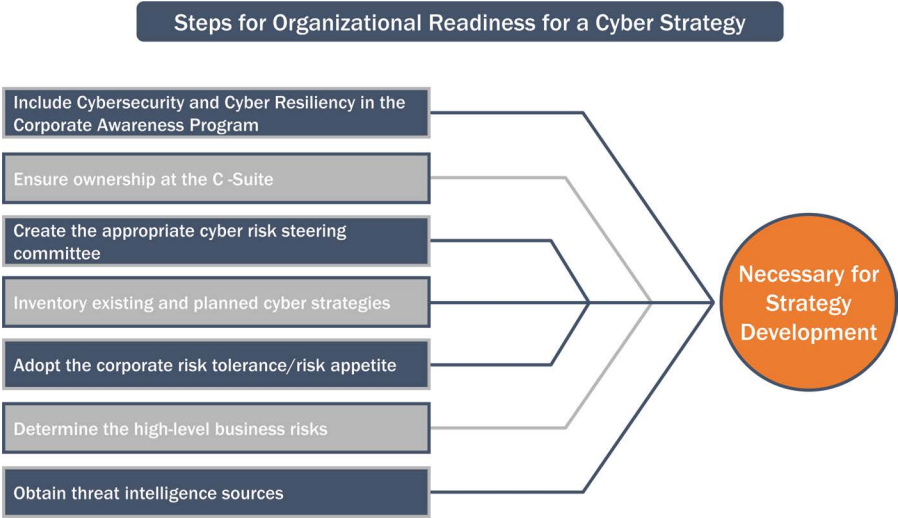 Steps for Organizational Readiness for a Cyber Strategy
Include Cybersecurity and Cyber Resiliency in the
Corporate Awareness Program
Ensure ownership at the C -Suite
Create the appropriate cyber risk steering
committee
Inventory existing and planned cyber strategies
Adopt the corporate risk tolerance/risk appetite
Determine the high-level business risks
Obtain threat intelligence sources
Necessary for
Strategy
Development